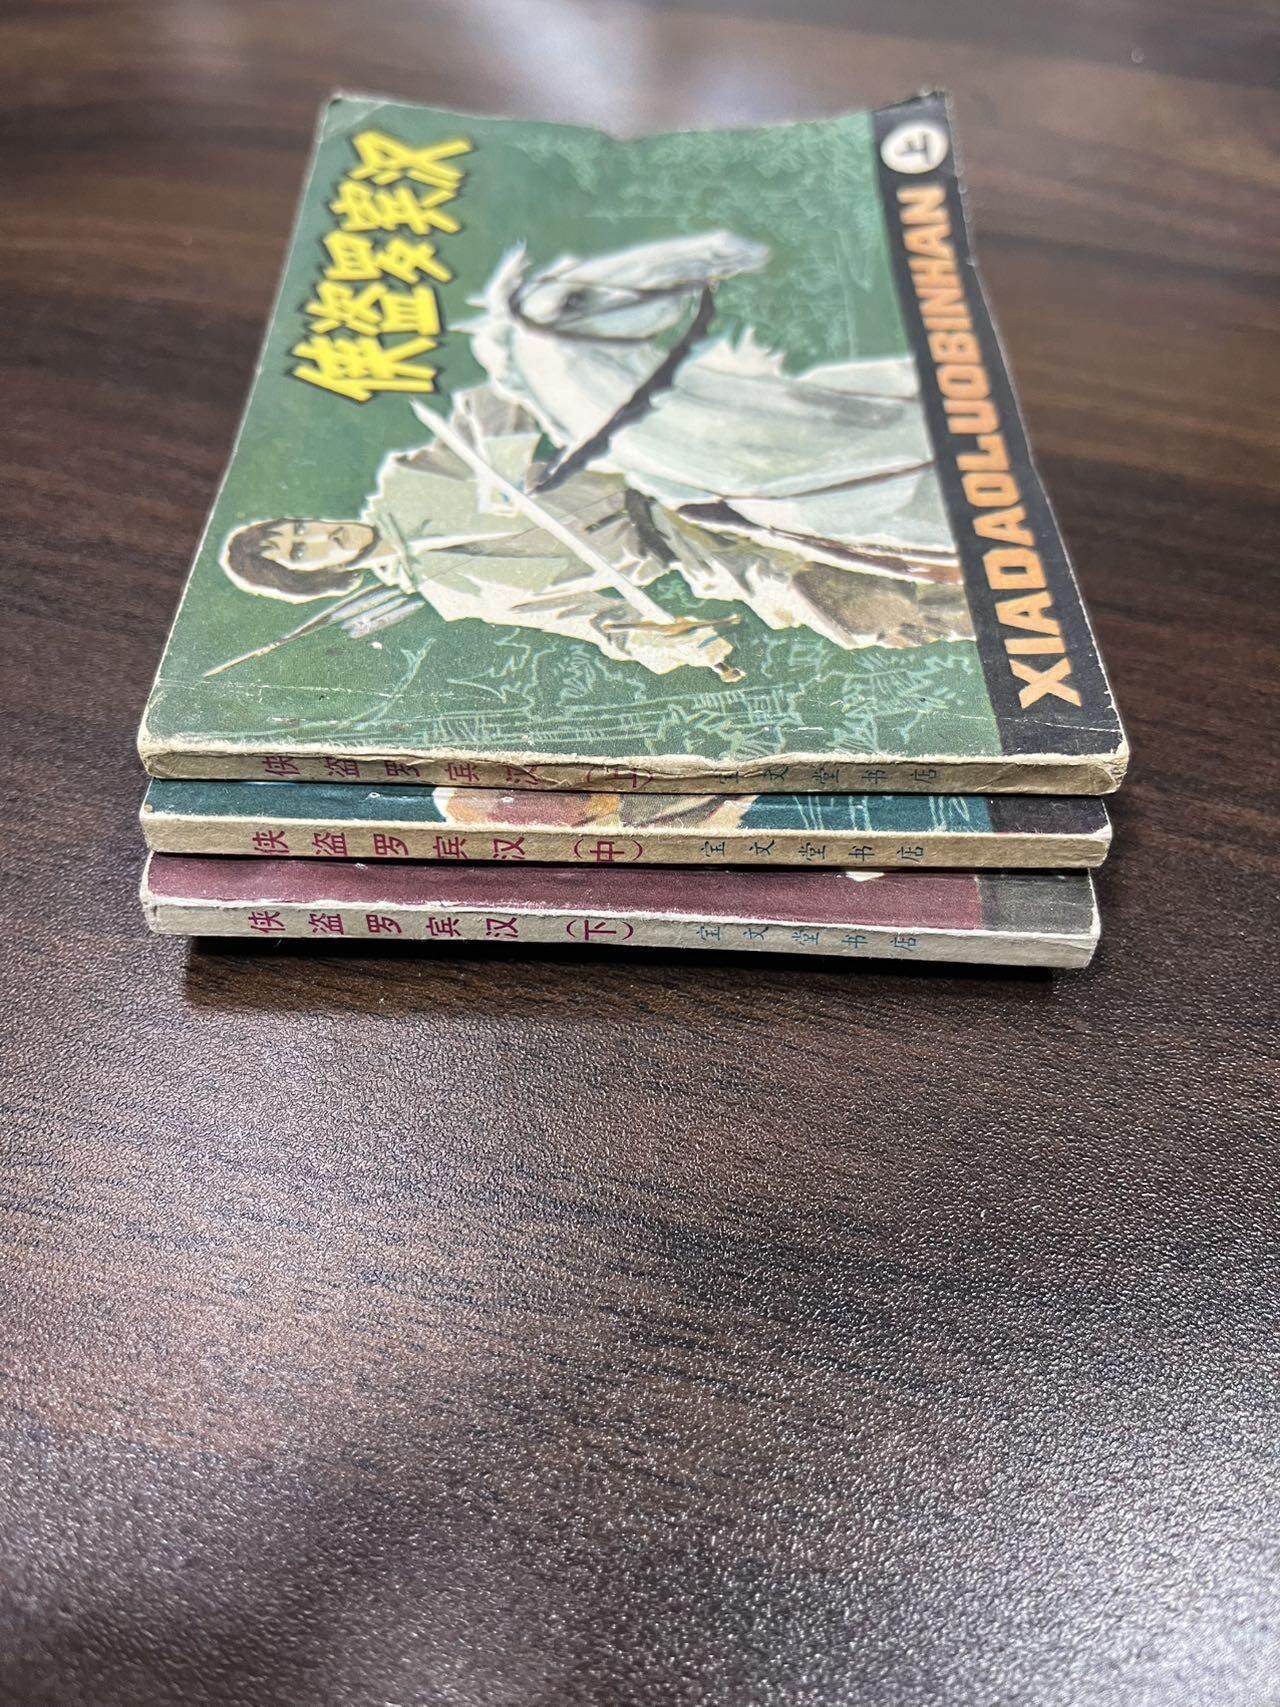 侠盗罗宾汉
XIADAOLUOBINHAN 上
侠盗罗宾汉(上) 宝文堂书店
侠盗罗宾汉(中) 宝文堂书店
侠盗罗宾汉(下) 宝文堂书店